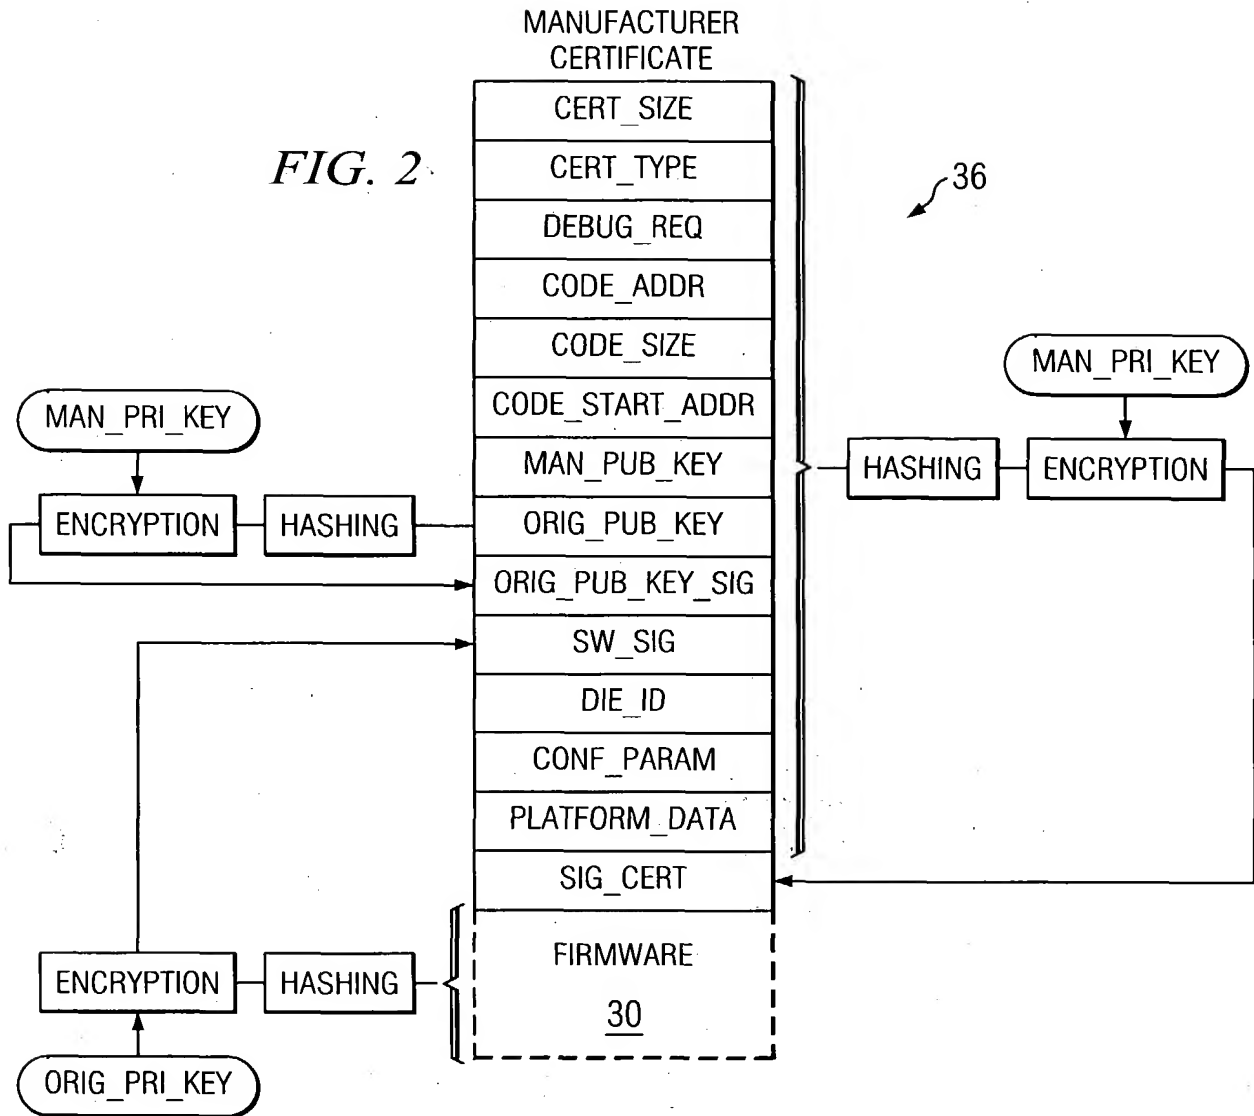 MANUFACTURER
CERTIFICATE
FIG. 2
CERT_SIZE
CERT_TYPE
36
DEBUG_REQ
CODE_ADDR
CODE_SIZE
MAN_PRI_KEY
MAN_PRI_KEY
CODE_START_ADDR
MAN_PUB_KEY
HASHING
ENCRYPTION
ENCRYPTION
HASHING
ORIG_PUB_KEY
ORIG_PUB_KEY_SIG
SW_SIG
DIE_ID
CONF_PARAM
PLATFORM_DATA
SIG_CERT
FIRMWARE
30
ENCRYPTION
HASHING
ORIG_PRI_KEY